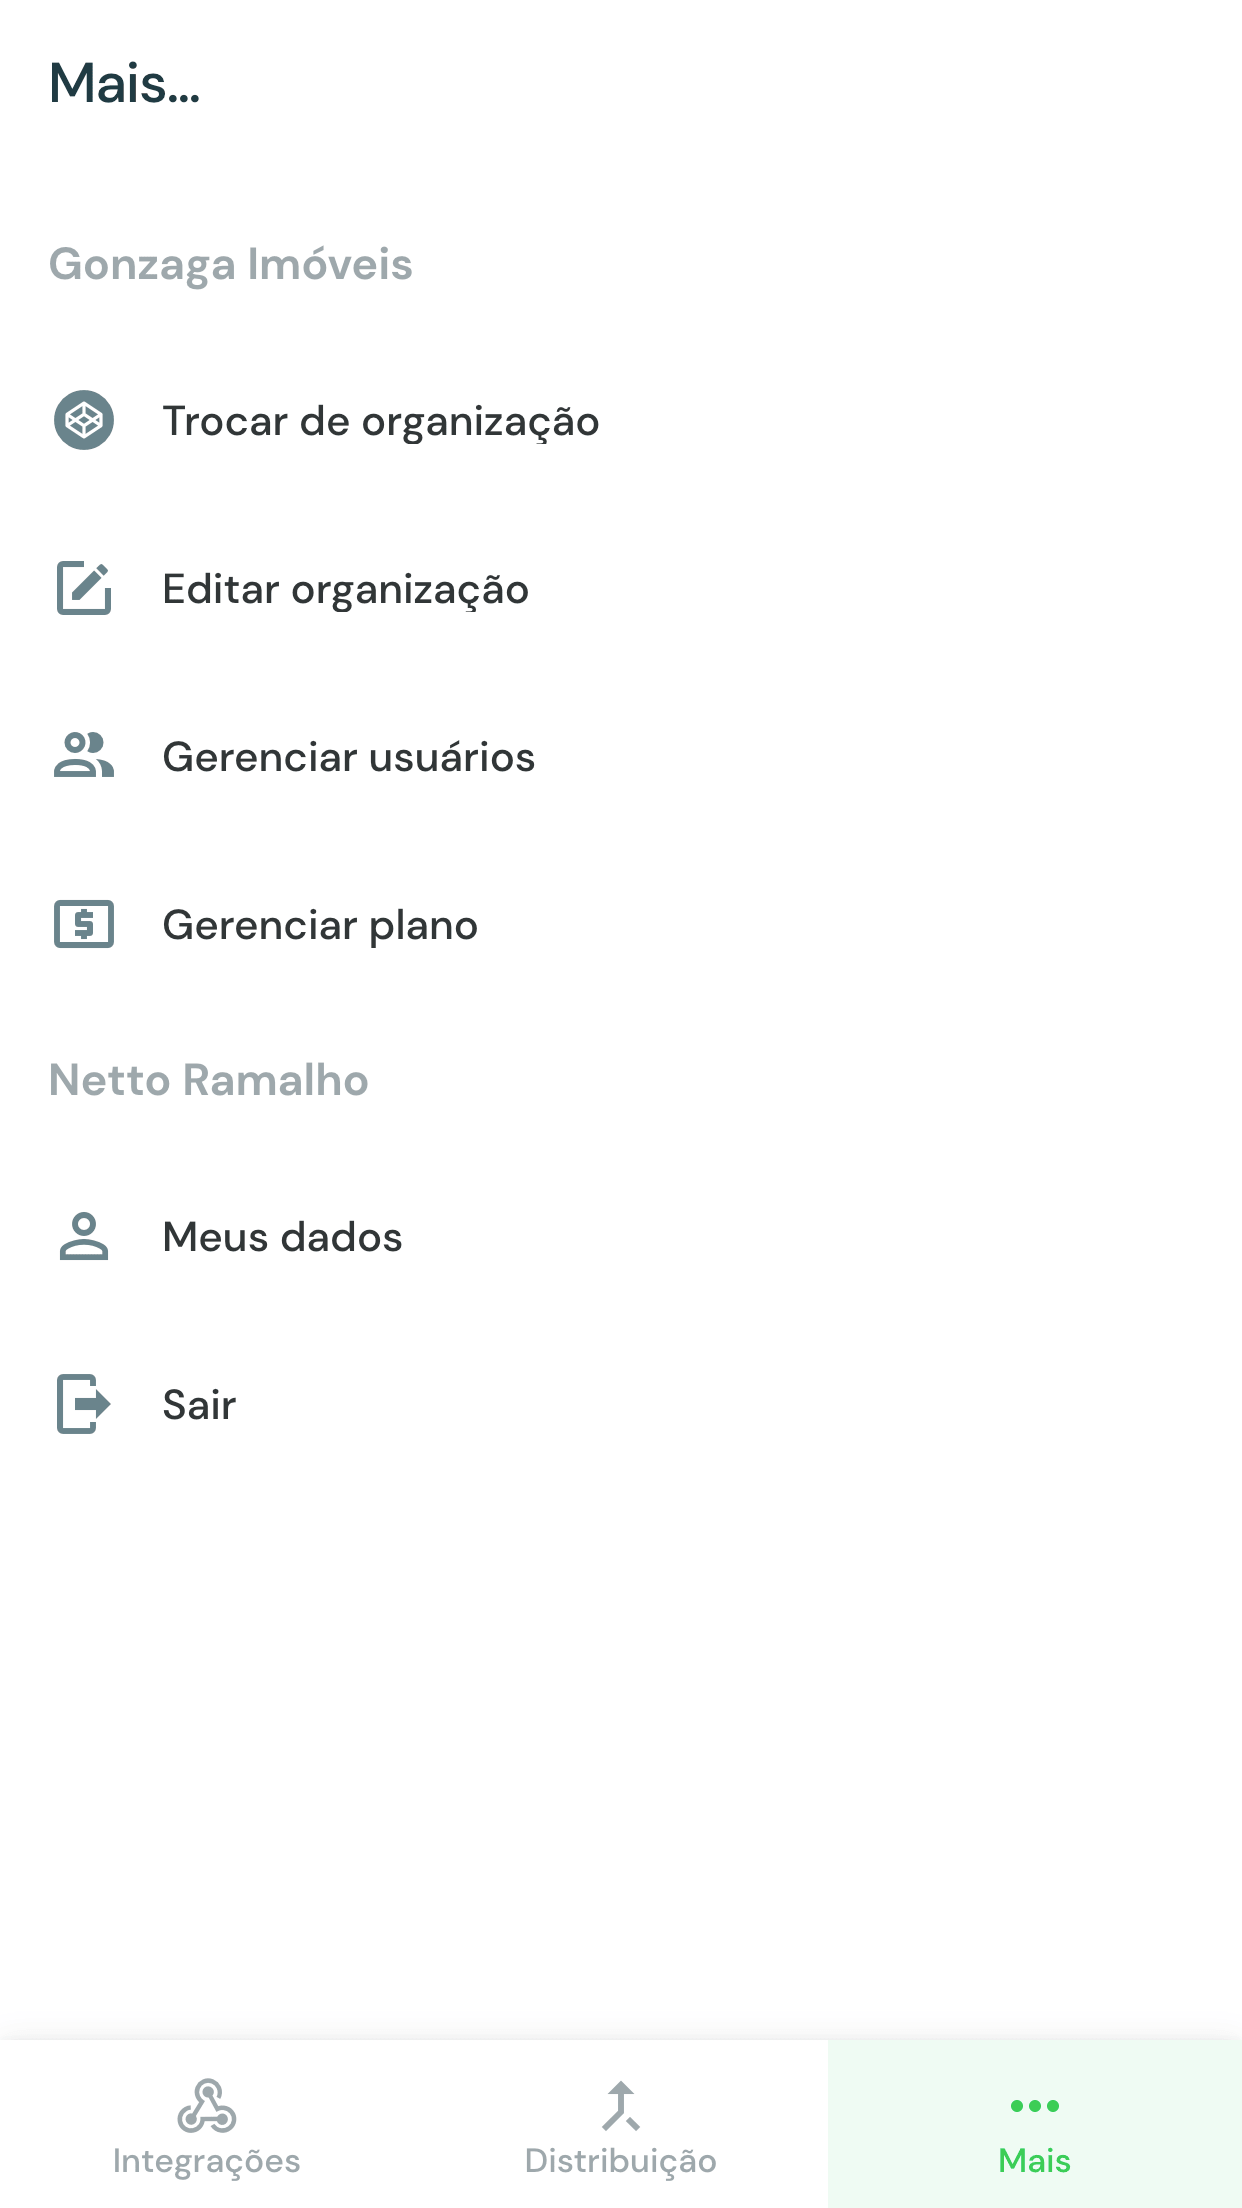 Mais...
Gonzaga Imóveis
Trocar de organização
Editar organização
Gerenciar usuários
Gerenciar plano
Netto Ramalho
Meus dados
Sair
Integrações
Distribuição
Mais